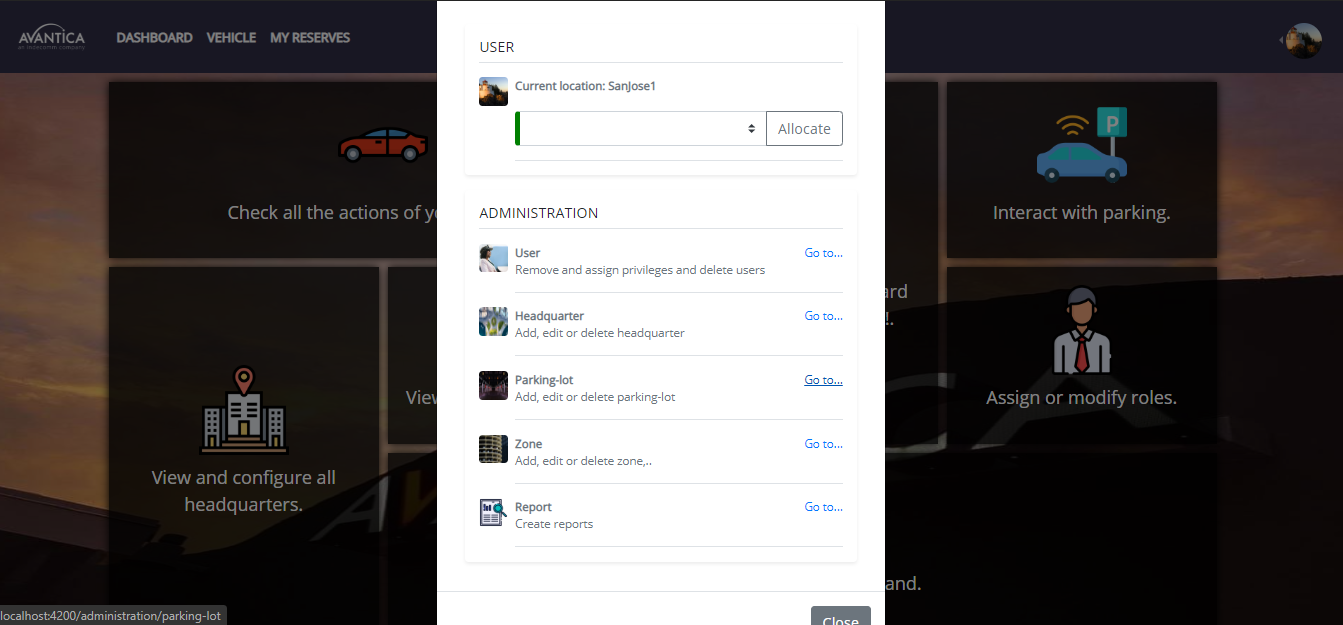 AVANTICA
an indecomm company
DASHBOARD
VEHICLE
MY RESERVES
USER
Current location: SanJose1
Allocate
ADMINISTRATION
User
Go to...
Remove and assign privileges and delete users
Headquarter
Go to...
Add, edit or delete headquarter
Parking-lot
Go to...
Add, edit or delete parking-lot
Zone
Go to...
Add, edit or delete zone,..
Report
Go to...
Create reports
Close
Check all the actions of yo
P
Interact with parking.
ard
!.
View
Assign or modify roles.
View and configure all
headquarters.
and.
localhost:4200/administration/parking-lot